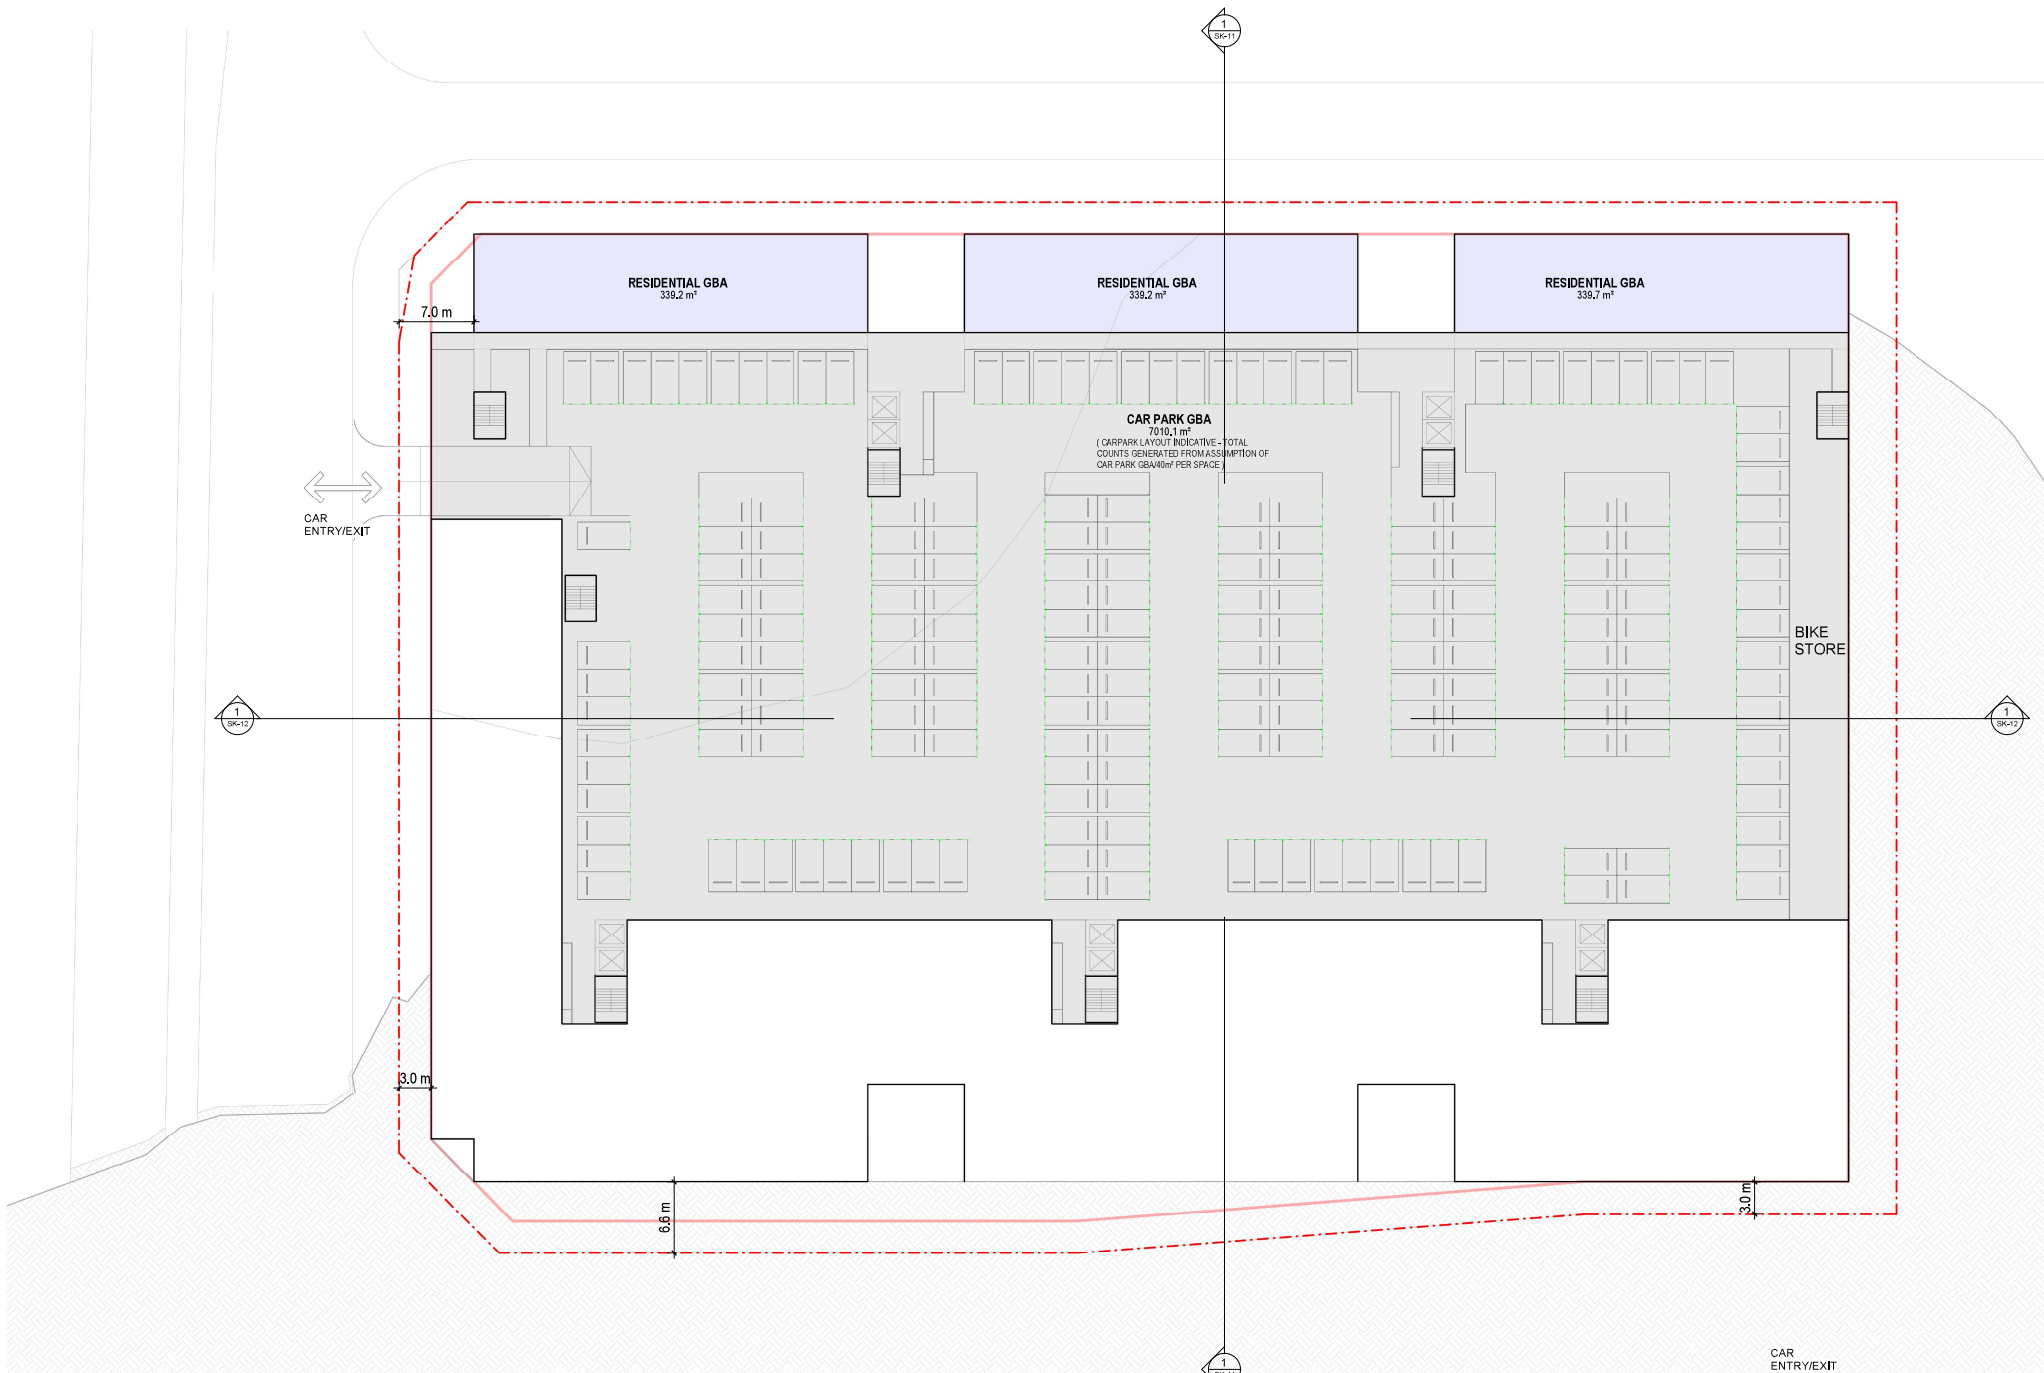 1
SK-11
RESIDENTIAL GBA
339.2 m²
RESIDENTIAL GBA
339.2 m²
RESIDENTIAL GBA
339.7 m²
7.0 m
CAR PARK GBA
7010.1 m²
( CARPARK LAYOUT INDICATIVE - TOTAL
COUNTS GENERATED FROM ASSUMPTION OF
CAR PARK GBA/40m² PER SPACE )
CAR
ENTRY/EXIT
BIKE
STORE
1
SK-12
1
SK-12
3.0 m
6.6 m
3.0 m
1
CAR
ENTRY/EXIT